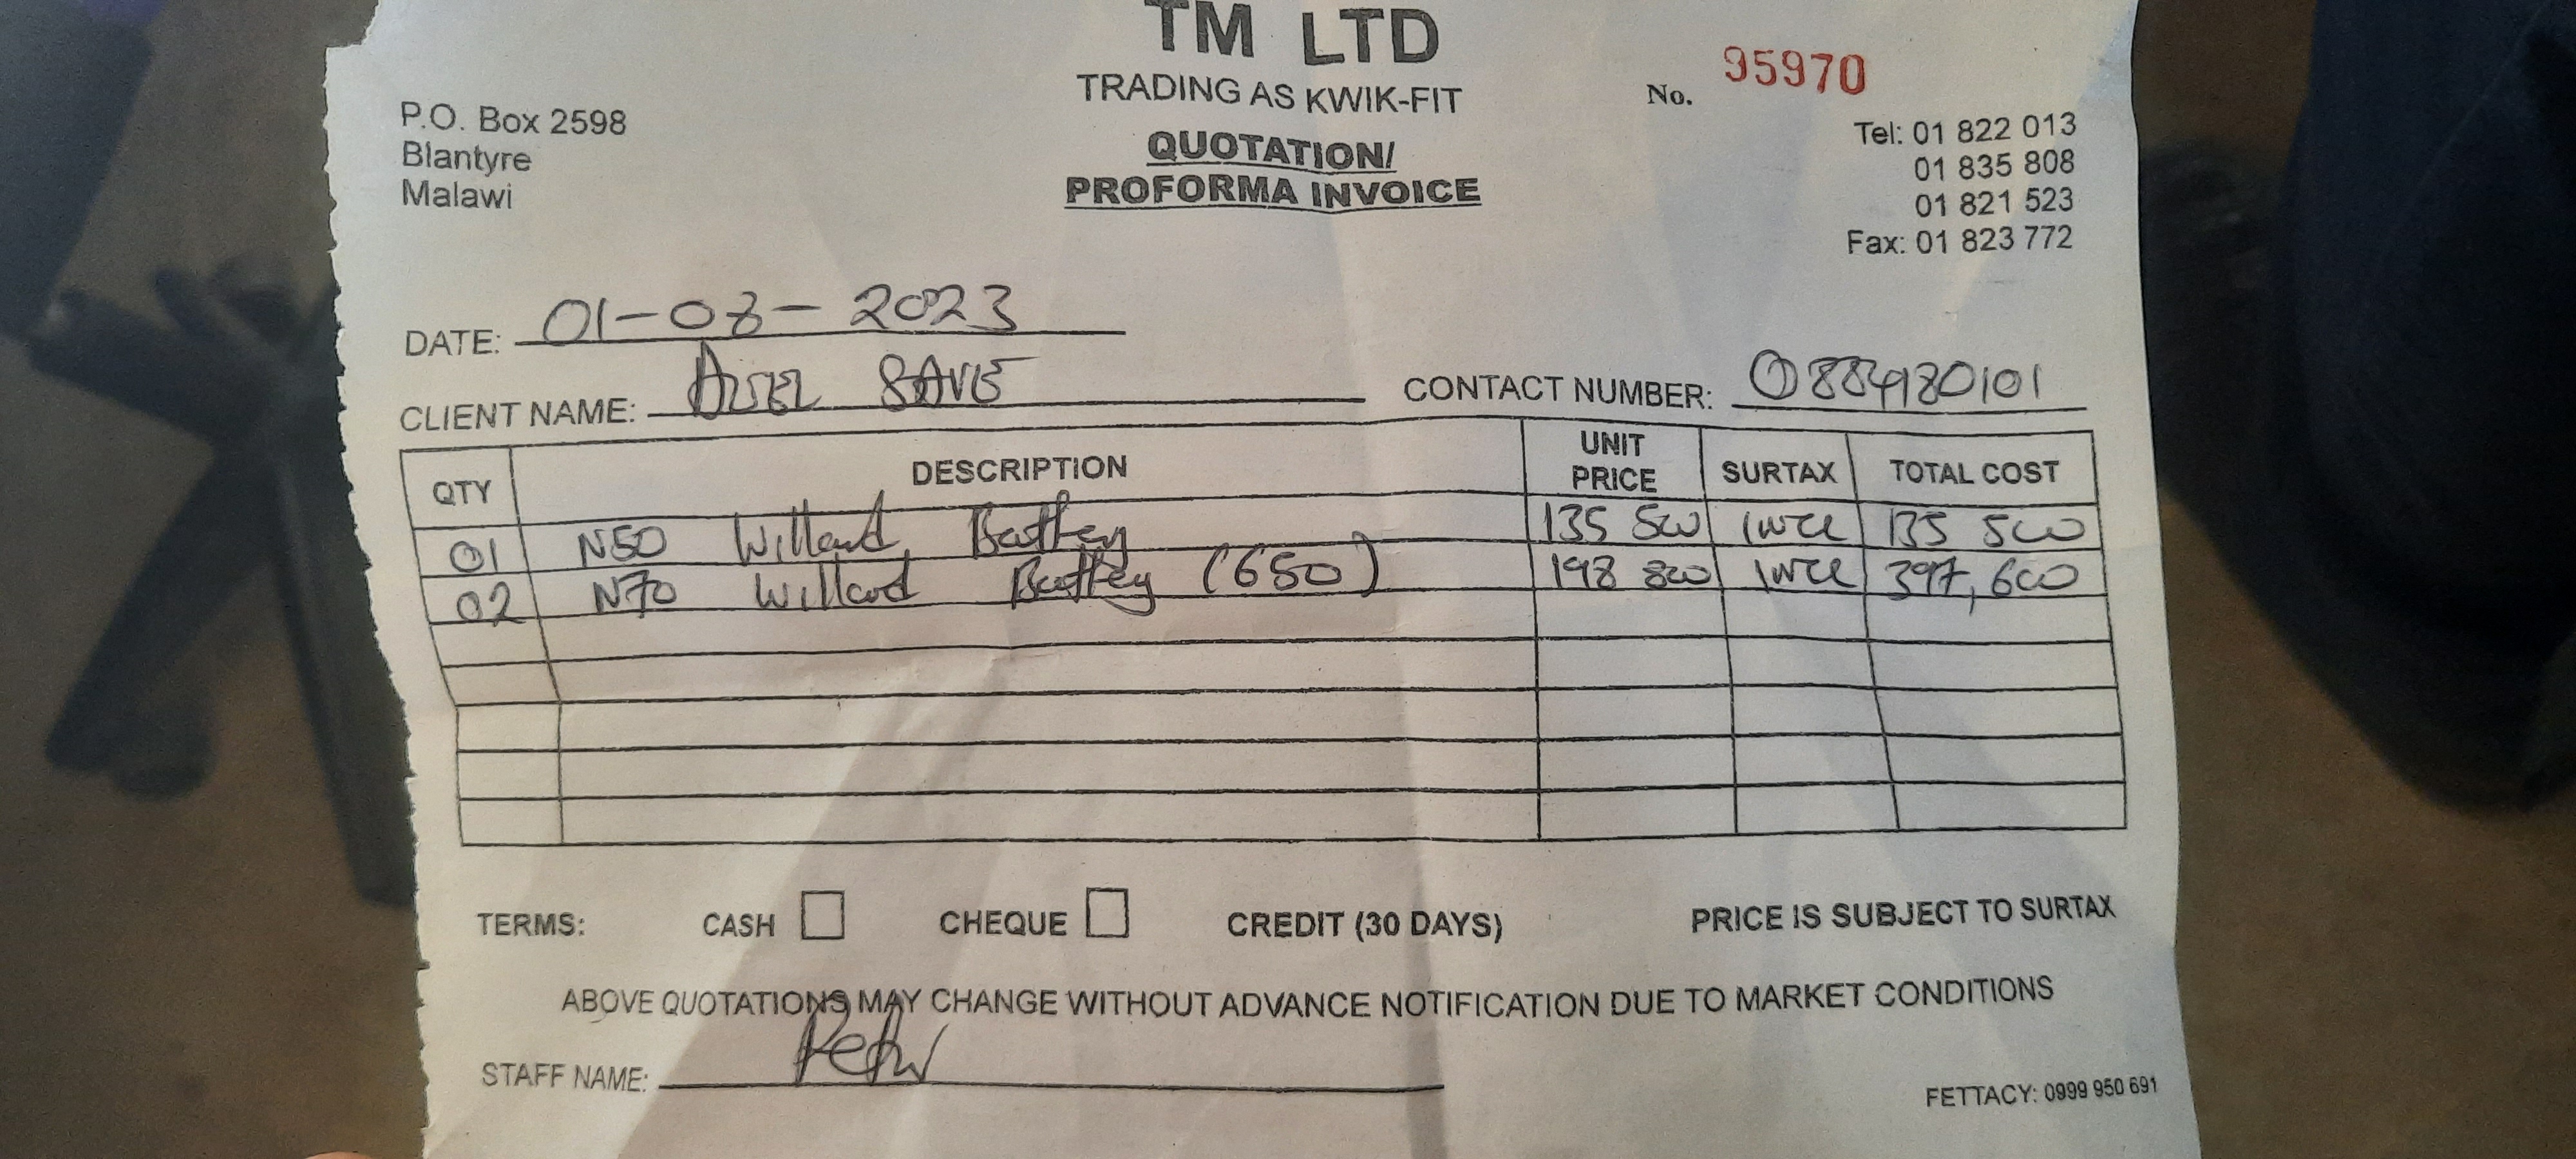 TM LTD
TRADING AS KWIK-FIT
QUOTATION/
PROFORMA INVOICE
P.O. Box 2598
Blantyre
Malawi
No. 95970
Tel: 01 822 013
01 835 808
01 821 523
Fax: 01 823 772
DATE: 01-08-2023
CLIENT NAME: CONTACT NUMBER: 0884930101
QTY DESCRIPTION UNIT PRICE SURTAX TOTAL COST
01 N50 Willard Battery 135 500 Incl 135 500
02 N70 Willard Battery (650) 198 800 Incl 397,600
TERMS: CASH CHEQUE CREDIT (30 DAYS) PRICE IS SUBJECT TO SURTAX
ABOVE QUOTATIONS MAY CHANGE WITHOUT ADVANCE NOTIFICATION DUE TO MARKET CONDITIONS
STAFF NAME:
FETTACY: 0999 950 691